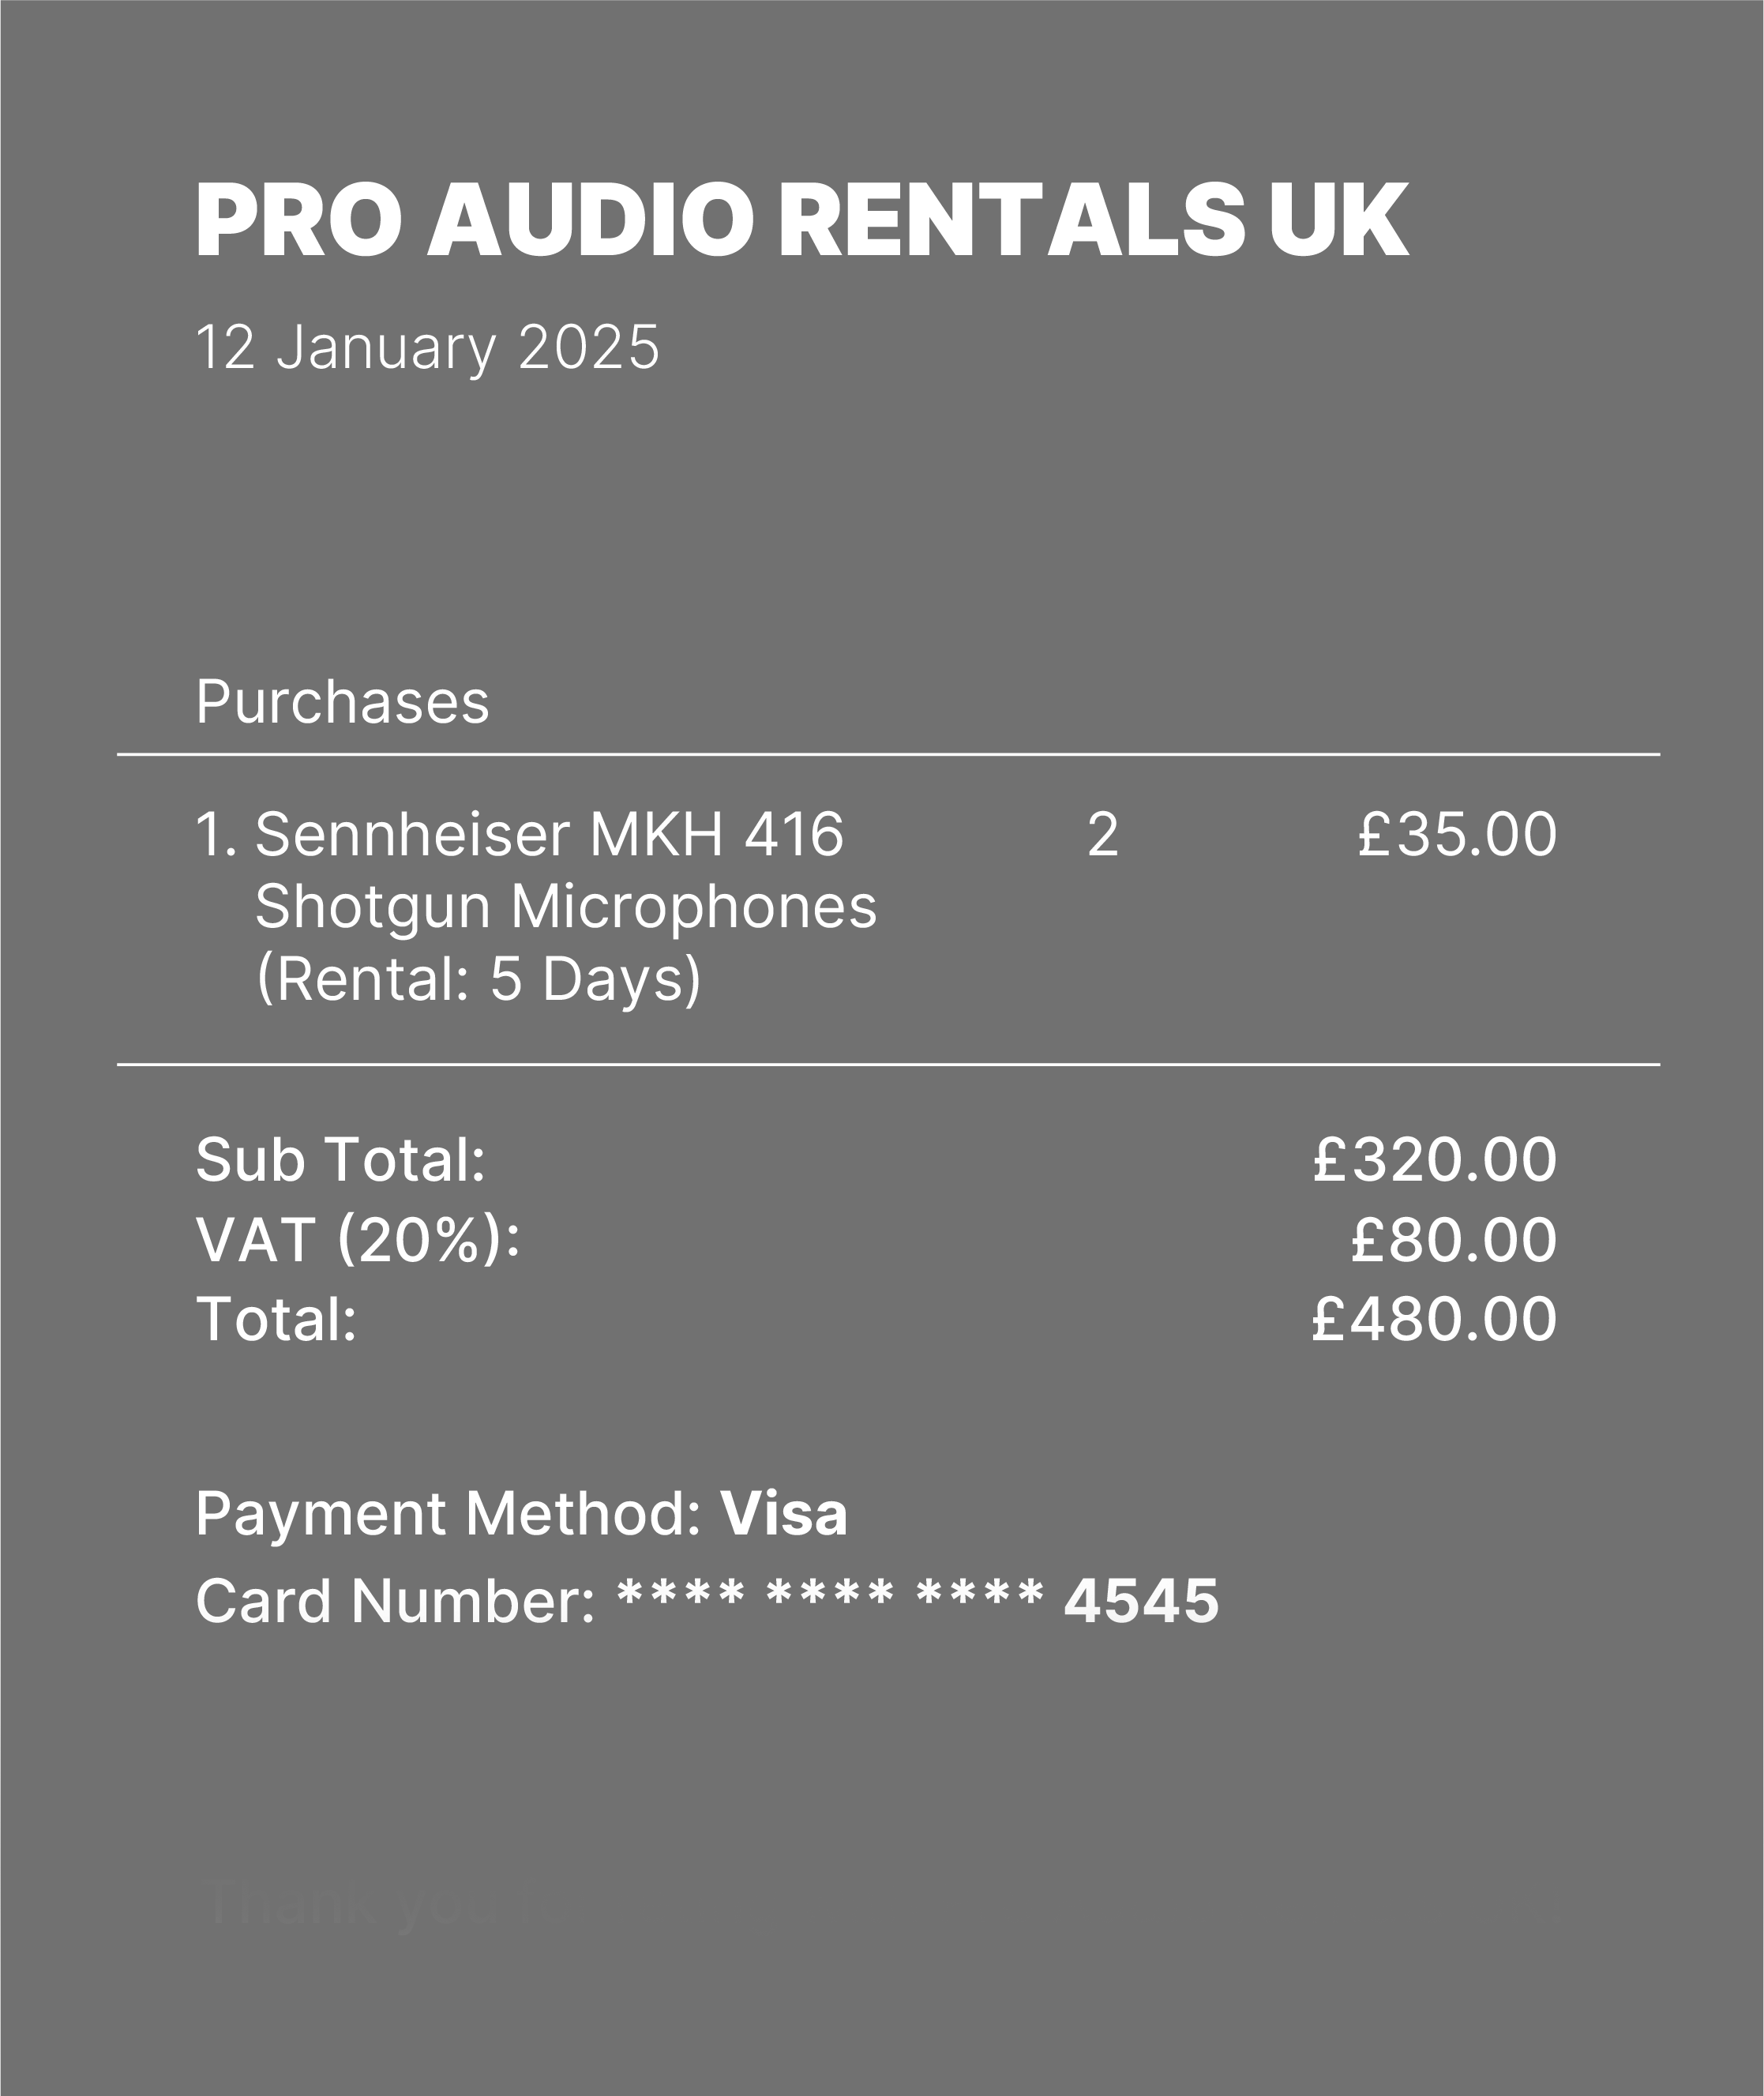 PRO AUDIO RENTALS UK
12 January 2025
Purchases
1. Sennheiser MKH 416 2 £35.00
Shotgun Microphones
(Rental: 5 Days)
Sub Total: £320.00
VAT (20%): £80.00
Total: £480.00
Payment Method: Visa
Card Number: **** **** **** 4545
Thank you